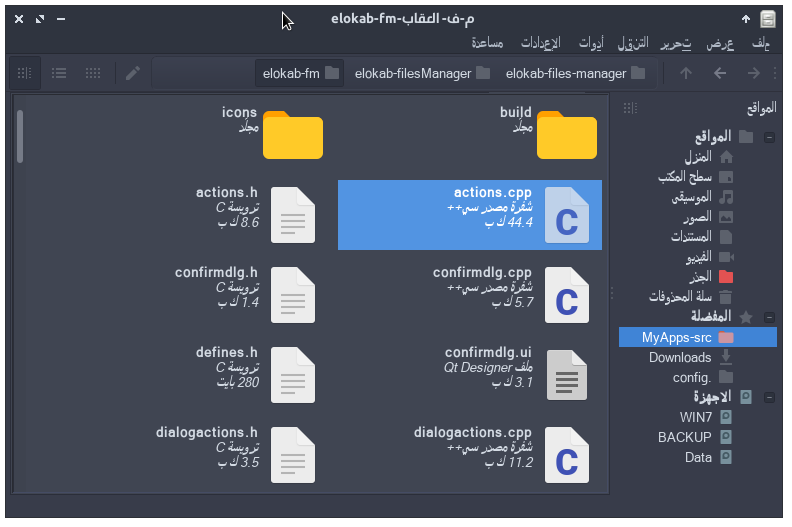 م-ف- العقاب-elokab-fm
ملف
عرض
تحرير
التنقل
أدوات
الإعدادات
مساعدة
elokab-files-manager
elokab-filesManager
elokab-fm
المواقع
المواقع
المنزل
سطح المكتب
الموسيقى
الصور
المستندات
الفيديو
الجذر
سلة المحذوفات
المفضلة
MyApps-src
Downloads
.config
الاجهزة
WIN7
BACKUP
Data
build
مجلد
icons
مجلد
actions.cpp
شفرة مصدر سي++
44.4 ك ب
actions.h
ترويسة C
8.6 ك ب
confirmdlg.cpp
شفرة مصدر سي++
5.7 ك ب
confirmdlg.h
ترويسة C
1.4 ك ب
confirmdlg.ui
ملف Qt Designer
3.1 ك ب
defines.h
ترويسة C
280 بايت
dialogactions.cpp
شفرة مصدر سي++
11.2 ك ب
dialogactions.h
ترويسة C
3.5 ك ب